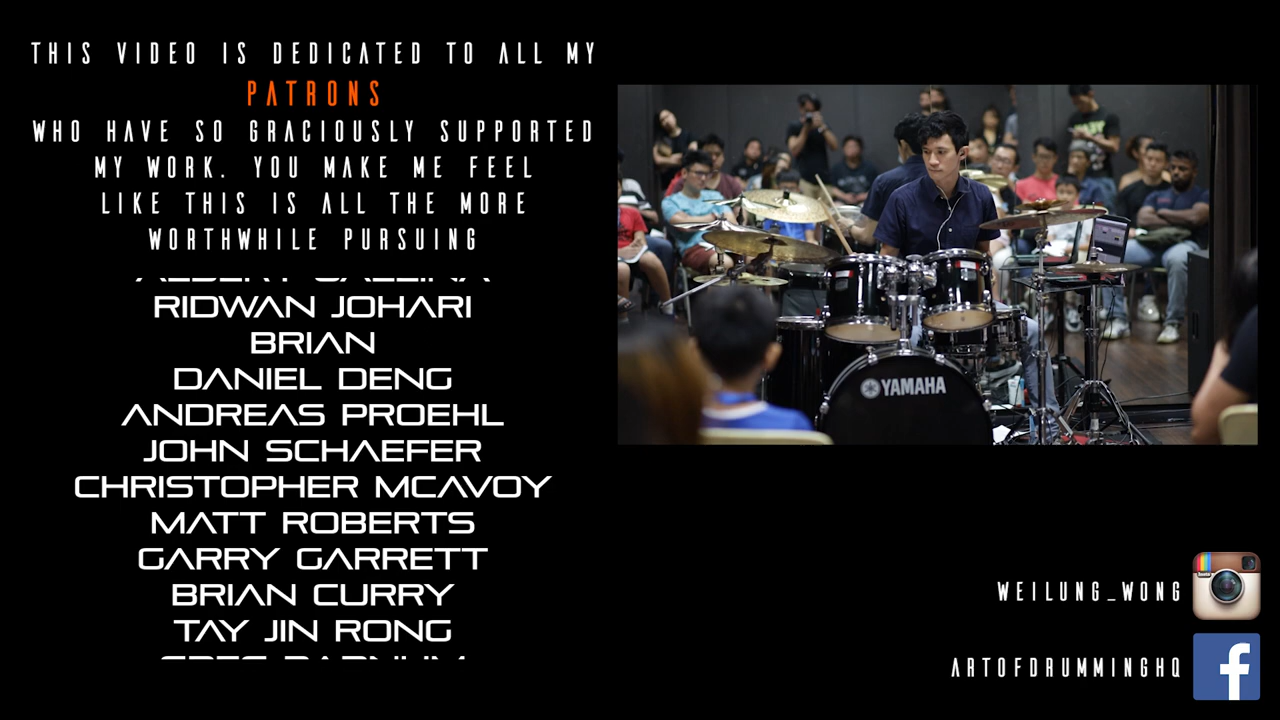 THIS VIDEO IS DEDICATED TO ALL MY
PATRONS
WHO HAVE SO GRACIOUSLY SUPPORTED
MY WORK. YOU MAKE ME FEEL
LIKE THIS IS ALL THE MORE
WORTHWHILE PURSUING
RIDWAN JOHARI
BRIAN
DANIEL DENG
ANDREAS PROEHL
JOHN SCHAEFER
CHRISTOPHER MCAVOY
MATT ROBERTS
GARRY GARRETT
BRIAN CURRY
TAY JIN RONG
YAMAHA
WEILUNG_WONG
ARTOFDRUMMINGHQ